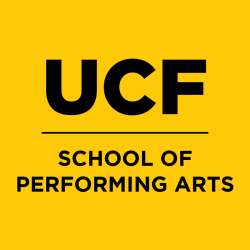 UCF
SCHOOL OF
PERFORMING ARTS